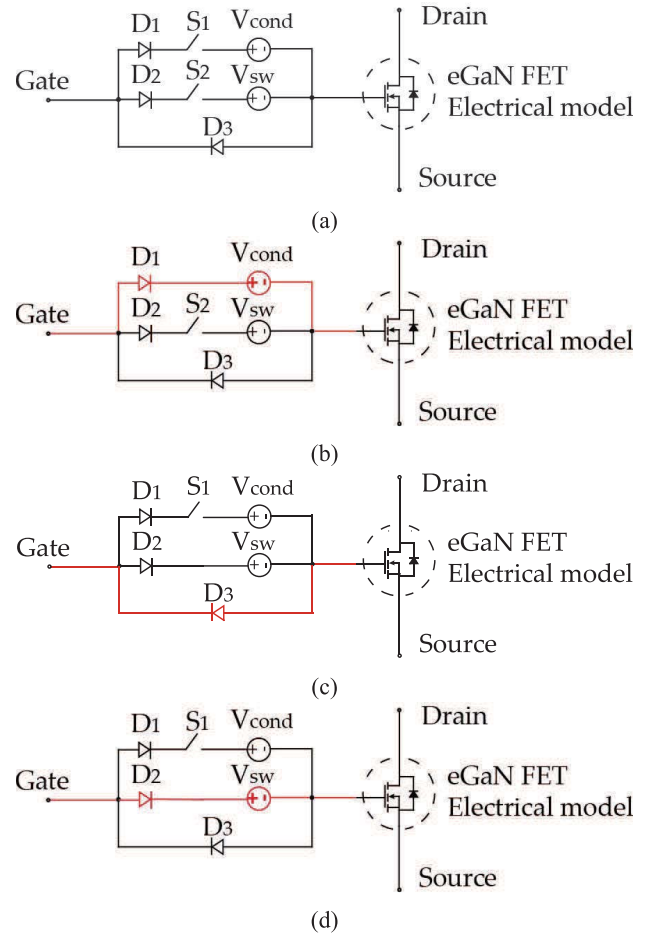 Drain
D1 S1 Vcond
Gate
D2 S2 Vsw
eGaN FET
Electrical model
D3
Source
(a)
Drain
D1 Vcond
Gate
D2 S2 Vsw
eGaN FET
Electrical model
D3
Source
(b)
Drain
D1 S1 Vcond
Gate
D2 Vsw
eGaN FET
Electrical model
D3
Source
(c)
Drain
D1 S1 Vcond
Gate
D2 Vsw
eGaN FET
Electrical model
D3
Source
(d)